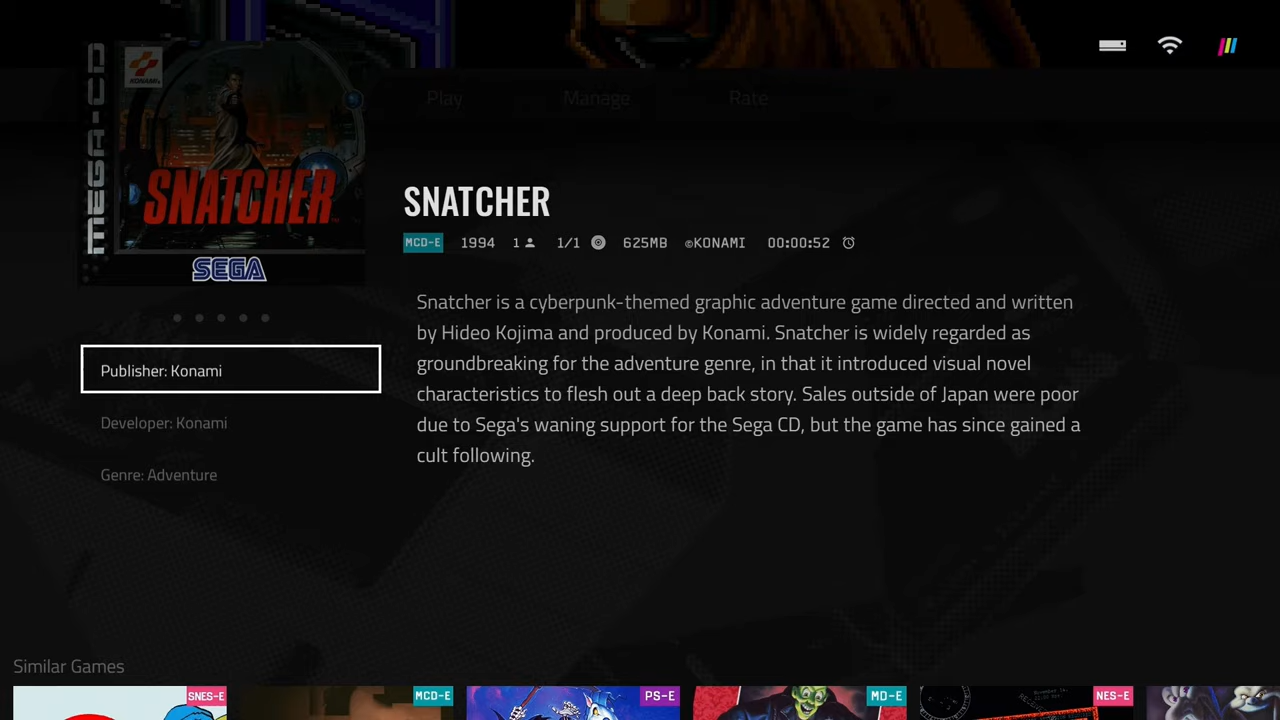 MEGA-CD
KONAMI
SNATCHER
SEGA
Play
Manage
Rate
SNATCHER
MCD-E 1994 1 1/1 625MB ©KONAMI 00:00:52
Snatcher is a cyberpunk-themed graphic adventure game directed and written
by Hideo Kojima and produced by Konami. Snatcher is widely regarded as
groundbreaking for the adventure genre, in that it introduced visual novel
characteristics to flesh out a deep back story. Sales outside of Japan were poor
due to Sega's waning support for the Sega CD, but the game has since gained a
cult following.
Publisher: Konami
Developer: Konami
Genre: Adventure
Similar Games
SNES-E
MCD-E
PS-E
MD-E
NES-E